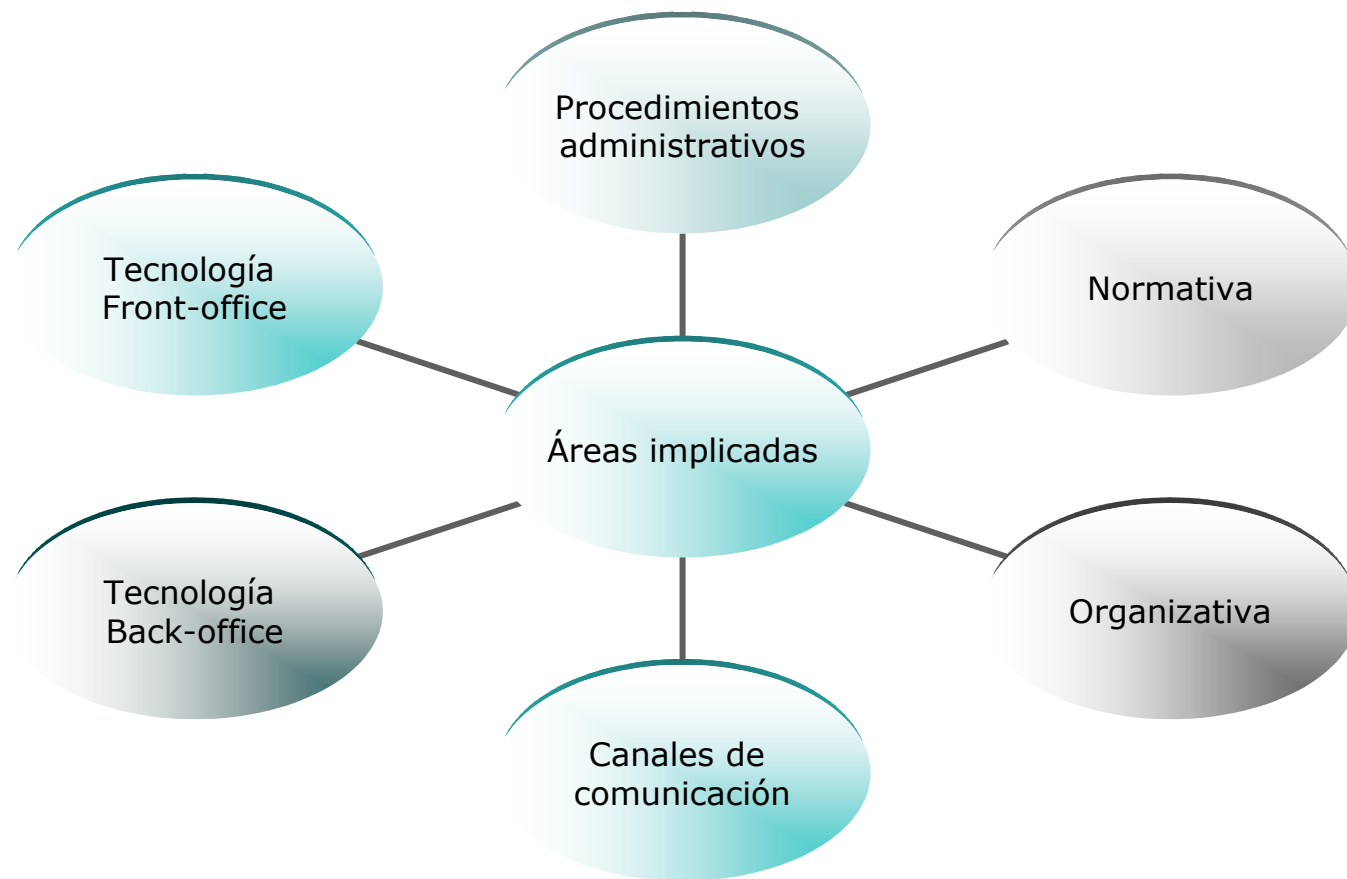 Procedimientos
administrativos
Tecnología
Front-office
Normativa
Áreas implicadas
Tecnología
Back-office
Organizativa
Canales de
comunicación